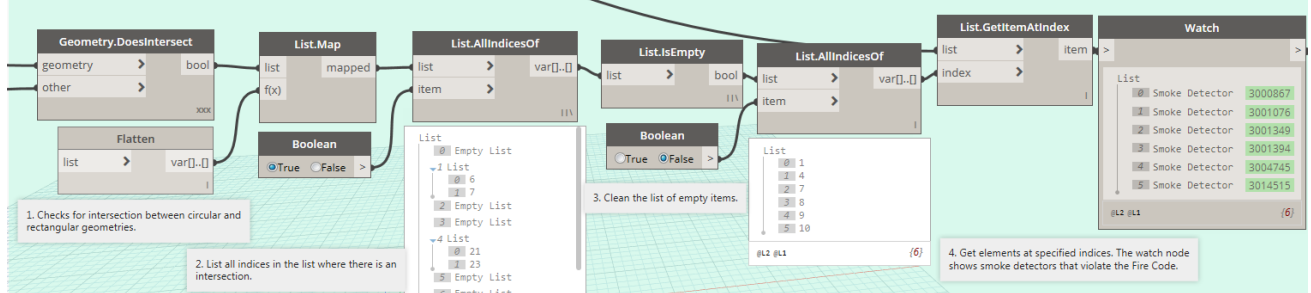 Geometry.DoesIntersect
geometry > bool
other >
xxx
Flatten
list > var[]..[]
|
1. Checks for intersection between circular and
rectangular geometries.
List.Map
list mapped
f(x)
Boolean
True False >
2. List all indices in the list where there is an
intersection.
List.AllIndicesOf
list > var[]..[]
item >
||\
List
0 Empty List
1 List
0 6
1 7
2 Empty List
3 Empty List
4 List
0 21
1 23
5 Empty List
6 Empty List
List.IsEmpty
list > bool
||\
Boolean
True False >
3. Clean the list of empty items.
List.AllIndicesOf
list > var[]..[]
item >
|
List
0 1
1 4
2 7
3 8
4 9
5 10
@L2 @L1 {6}
List.GetItemAtIndex
list > item
index >
|
Watch
> >
List
0 Smoke Detector 3000867
1 Smoke Detector 3001076
2 Smoke Detector 3001349
3 Smoke Detector 3001394
4 Smoke Detector 3004745
5 Smoke Detector 3014515
@L2 @L1 {6}
4. Get elements at specified indices. The watch node
shows smoke detectors that violate the Fire Code.